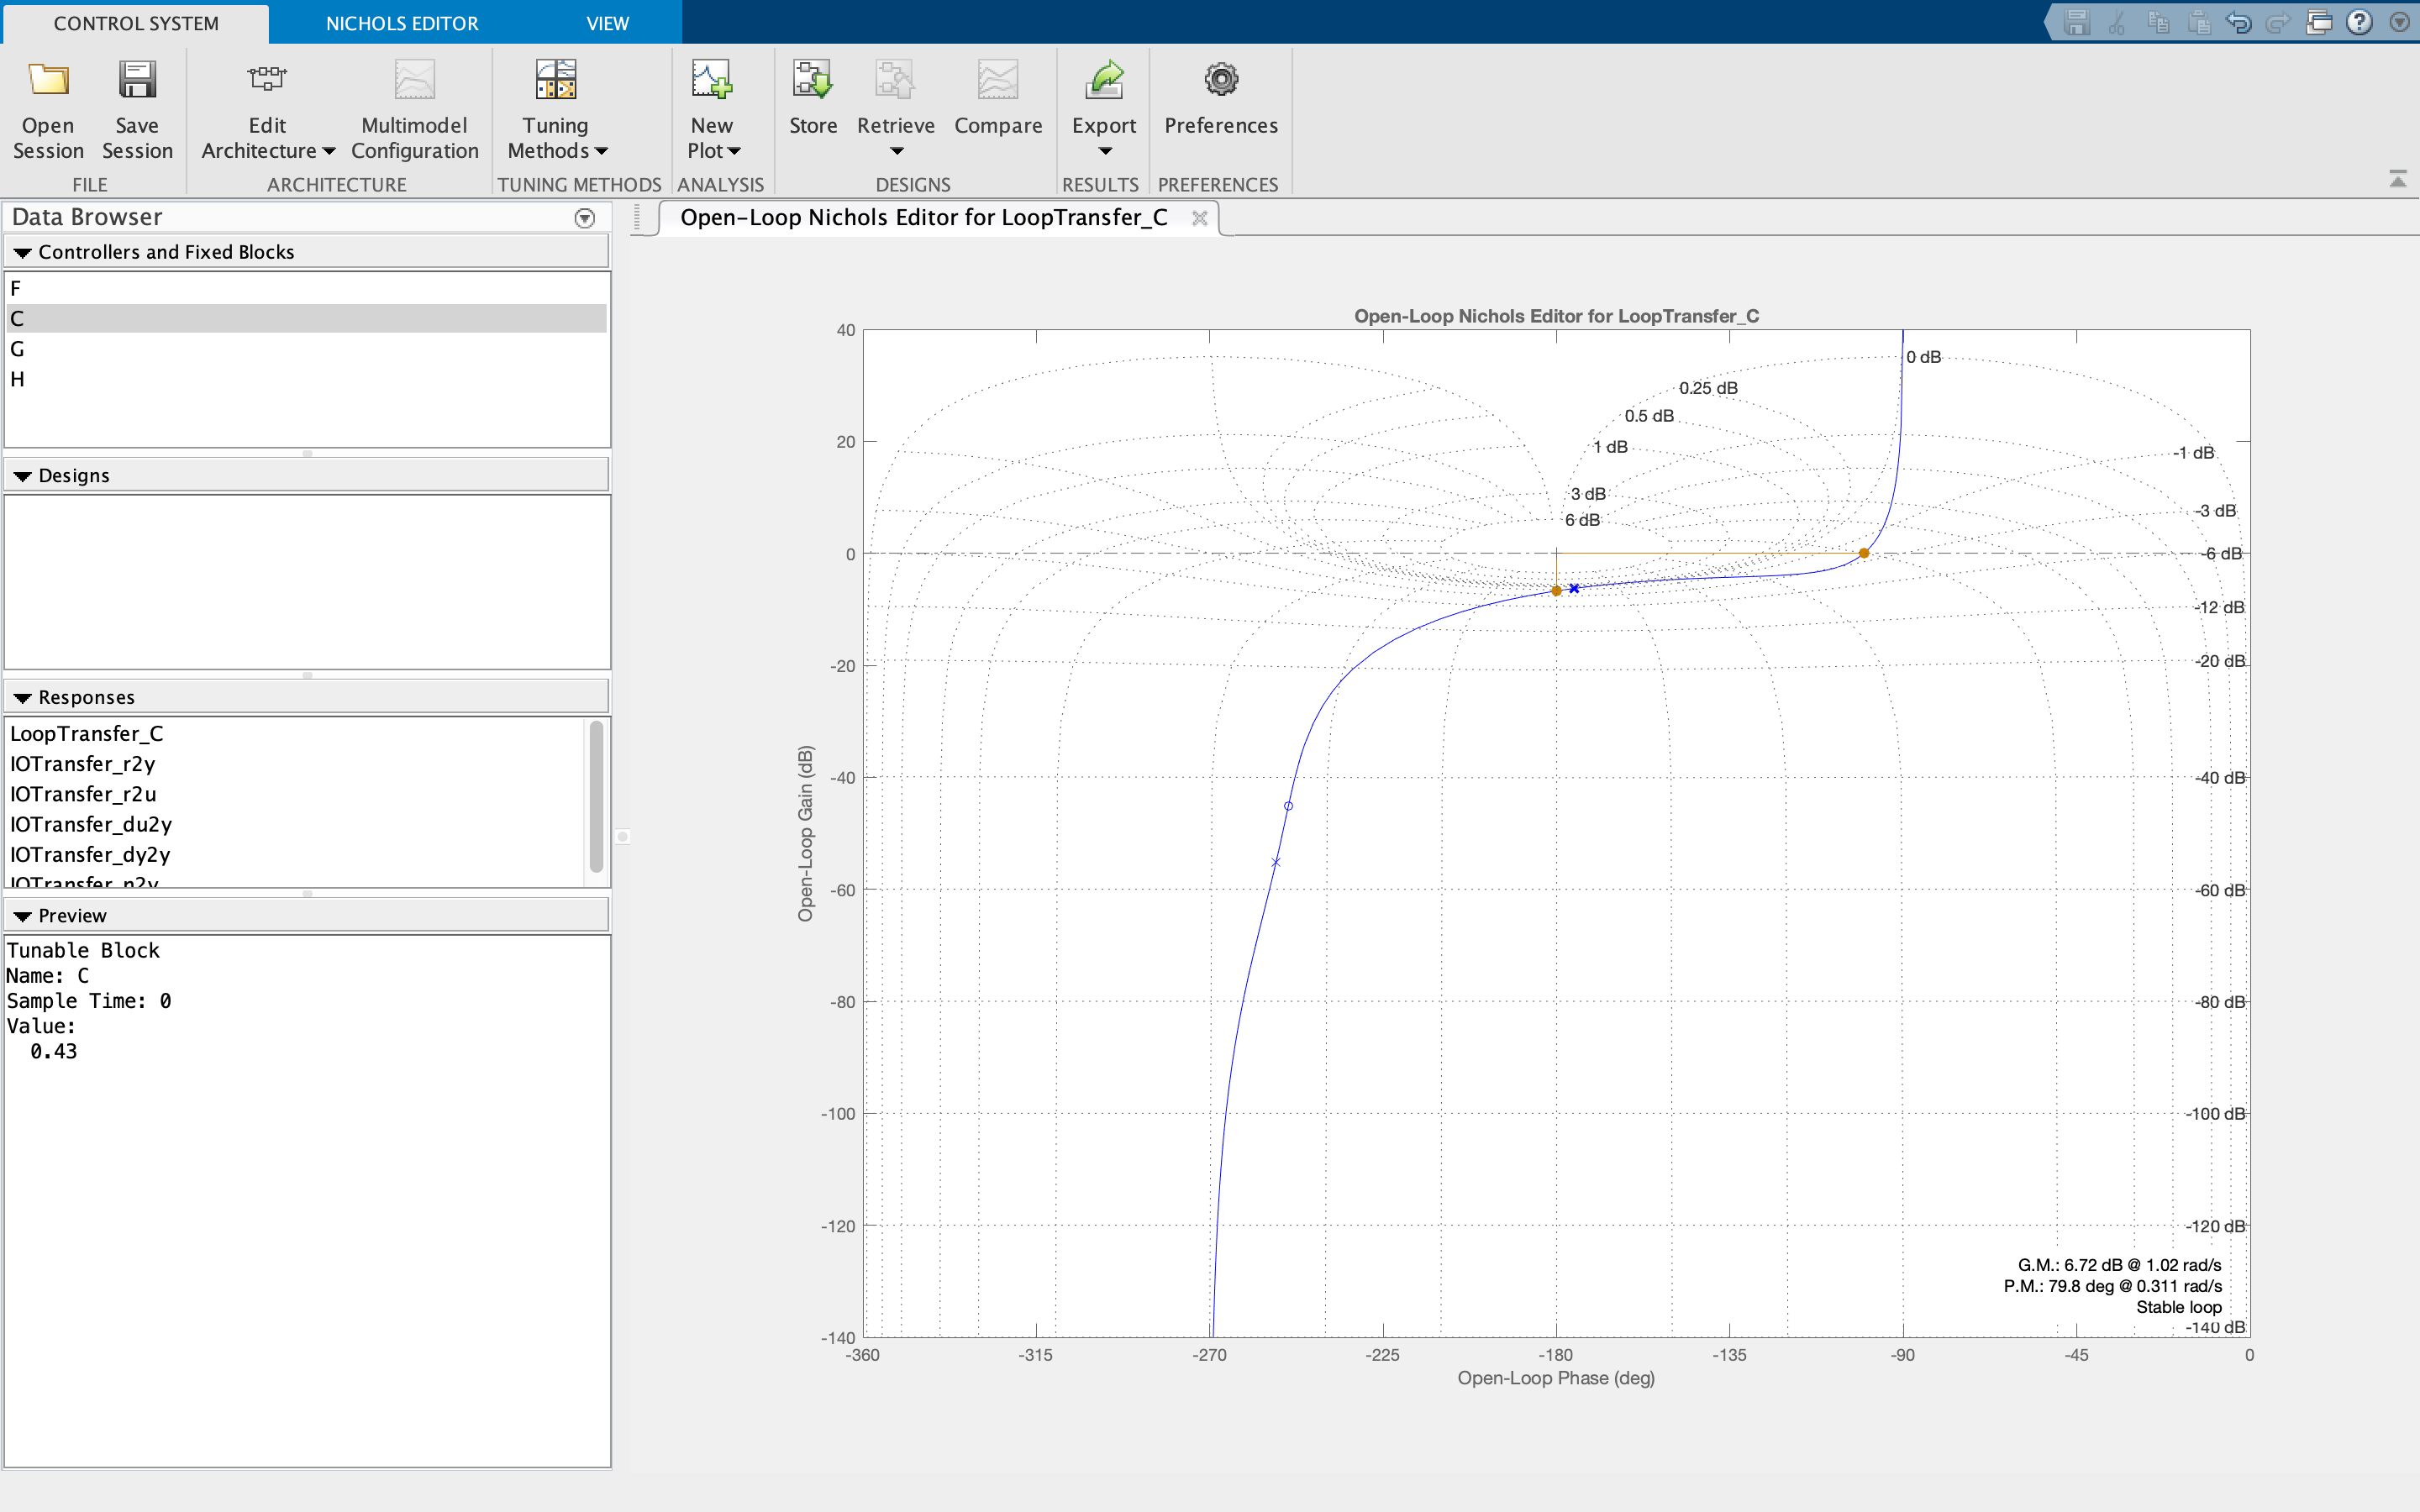 CONTROL SYSTEM
NICHOLS EDITOR
VIEW
Open
Session
Save
Session
Edit
Architecture
Multimodel
Configuration
Tuning
Methods
New
Plot
Store
Retrieve
Compare
Export
Preferences
FILE
ARCHITECTURE
TUNING METHODS
ANALYSIS
DESIGNS
RESULTS
PREFERENCES
Data Browser
Controllers and Fixed Blocks
F
C
G
H
Designs
Responses
LoopTransfer_C
IOTransfer_r2y
IOTransfer_r2u
IOTransfer_du2y
IOTransfer_dy2y
IOTransfer_n2y
Preview
Tunable Block
Name: C
Sample Time: 0
Value:
0.43
Open-Loop Nichols Editor for LoopTransfer_C
Open-Loop Nichols Editor for LoopTransfer_C
40
20
0
-20
-40
-60
-80
-100
-120
-140
Open-Loop Gain (dB)
0 dB
0.25 dB
0.5 dB
1 dB
3 dB
6 dB
-1 dB
-3 dB
-6 dB
-12 dB
-20 dB
-40 dB
-60 dB
-80 dB
-100 dB
-120 dB
G.M.: 6.72 dB @ 1.02 rad/s
P.M.: 79.8 deg @ 0.311 rad/s
Stable loop
-140 dB
-360
-315
-270
-225
-180
-135
-90
-45
0
Open-Loop Phase (deg)